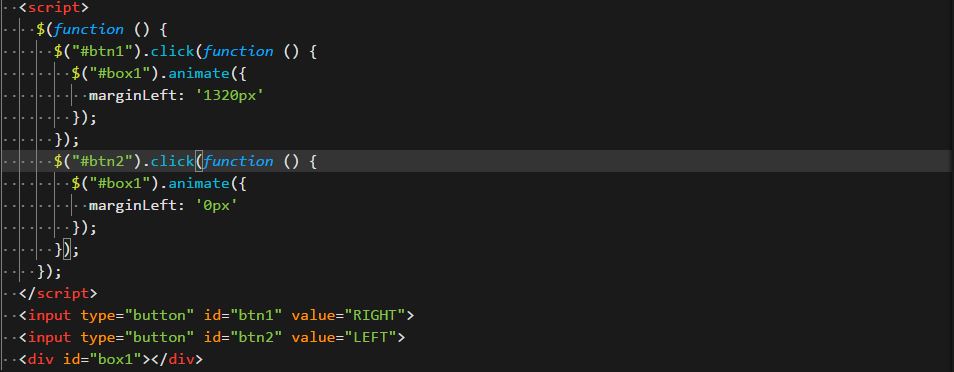 <script>
$(function () {
$("#btn1").click(function () {
$("#box1").animate({
marginLeft: '1320px'
});
});
$("#btn2").click(function () {
$("#box1").animate({
marginLeft: '0px'
});
});
});
</script>
<input type="button" id="btn1" value="RIGHT">
<input type="button" id="btn2" value="LEFT">
<div id="box1"></div>